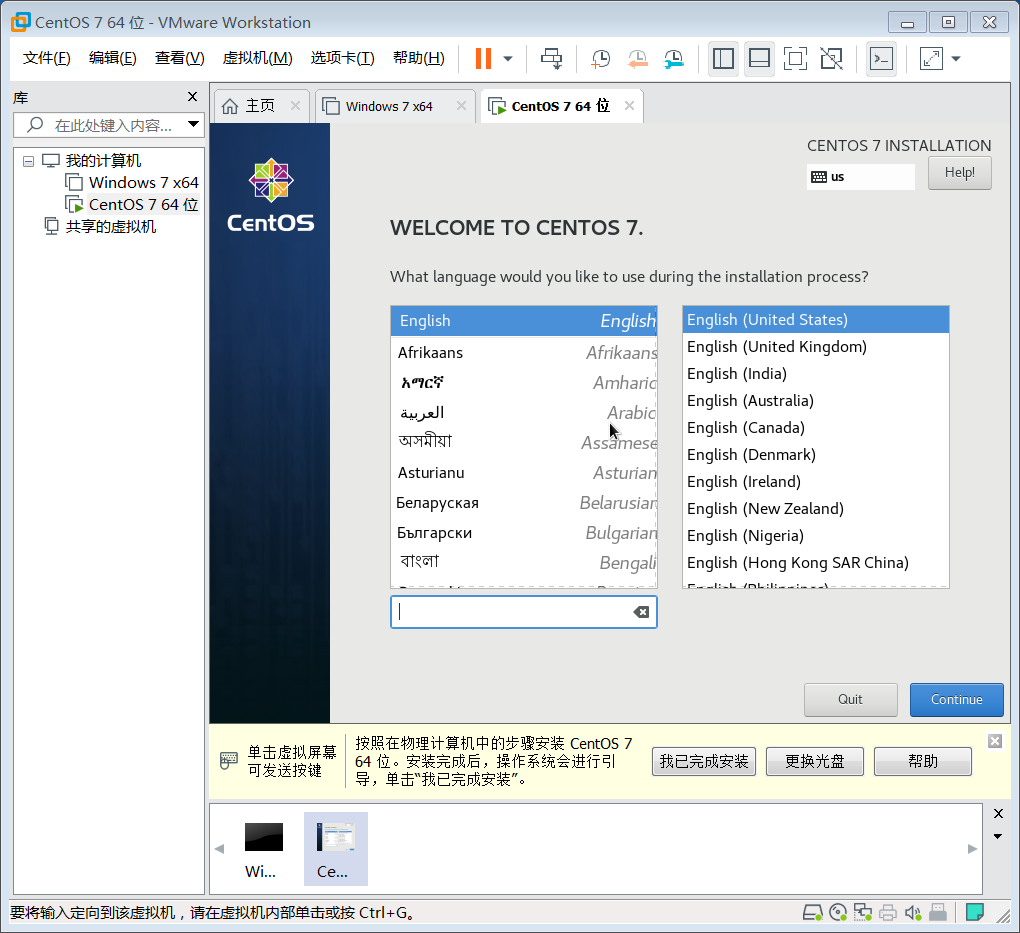 CentOS 7 64 位 - VMware Workstation
文件(F) 编辑(E) 查看(V) 虚拟机(M) 选项卡(T) 帮助(H)
库
在此处键入内容...
我的计算机
Windows 7 x64
CentOS 7 64 位
共享的虚拟机
主页
Windows 7 x64
CentOS 7 64 位
CentOS
CENTOS 7 INSTALLATION
us
Help!
WELCOME TO CENTOS 7.
What language would you like to use during the installation process?
English English
Afrikaans Afrikaans
አማርኛ Amharic
العربية Arabic
অসমীয়া Assamese
Asturianu Asturian
Беларуская Belarusian
Български Bulgarian
বাংলা Bengali
English (United States)
English (United Kingdom)
English (India)
English (Australia)
English (Canada)
English (Denmark)
English (Ireland)
English (New Zealand)
English (Nigeria)
English (Hong Kong SAR China)
English (Philippines)
Quit
Continue
单击虚拟屏幕
可发送按键
按照在物理计算机中的步骤安装 CentOS 7
64 位。安装完成后，操作系统会进行引
导，单击“我已完成安装”。
我已完成安装
更换光盘
帮助
Wi...
Ce...
要将输入定向到该虚拟机，请在虚拟机内部单击或按 Ctrl+G。